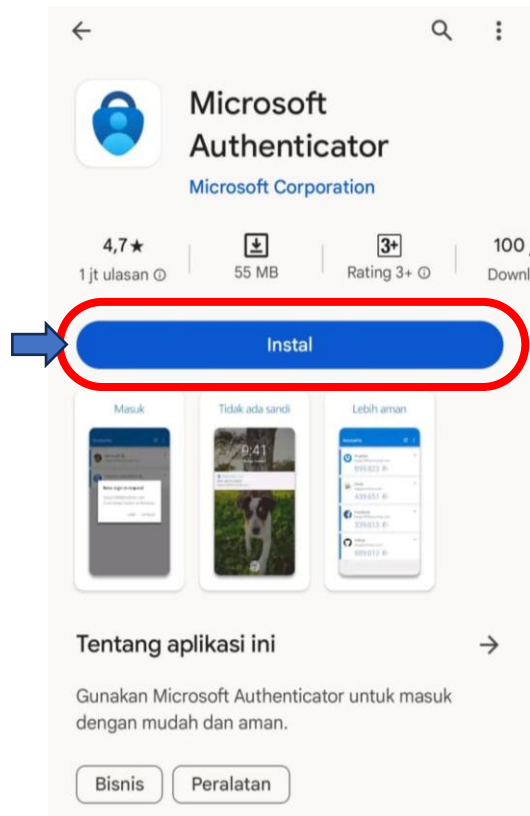 Microsoft
Authenticator
Microsoft Corporation
4,7★
1 jt ulasan
55 MB
3+
Rating 3+
100
Downl
Instal
Masuk
Tidak ada sandi
Lebih aman
9:41
Tentang aplikasi ini
Gunakan Microsoft Authenticator untuk masuk
dengan mudah dan aman.
Bisnis
Peralatan